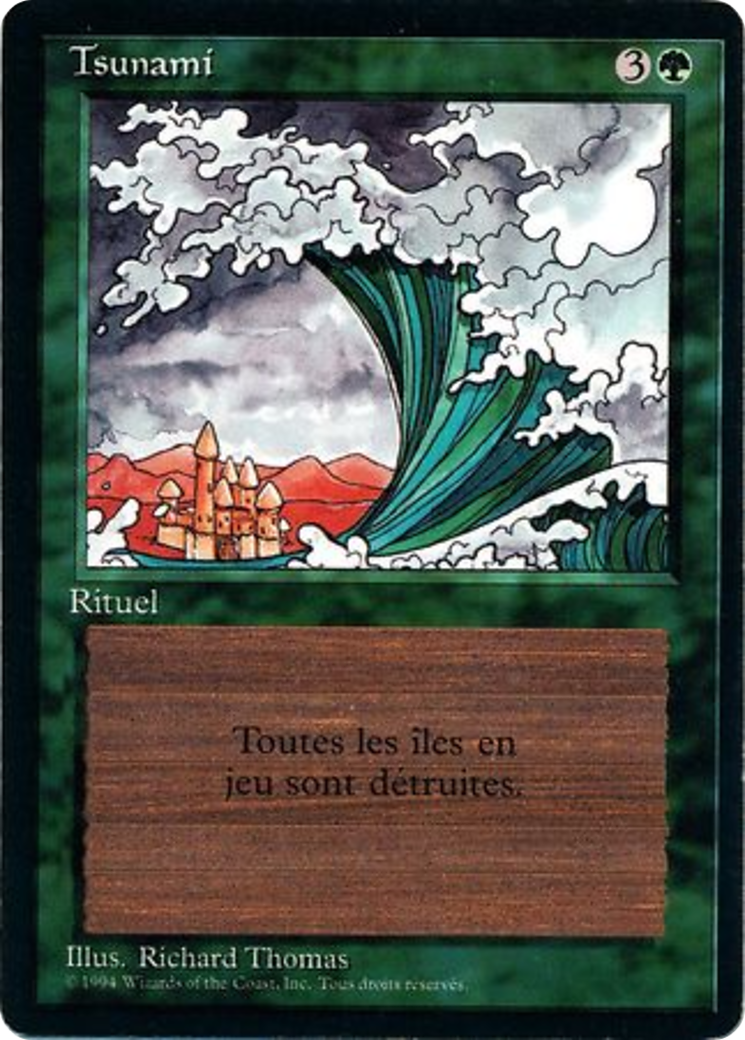 Tsunami
3
Rituel
Toutes les îles en
jeu sont détruites.
Illus. Richard Thomas
© 1994 Wizards of the Coast, Inc. Tous droits réservés.